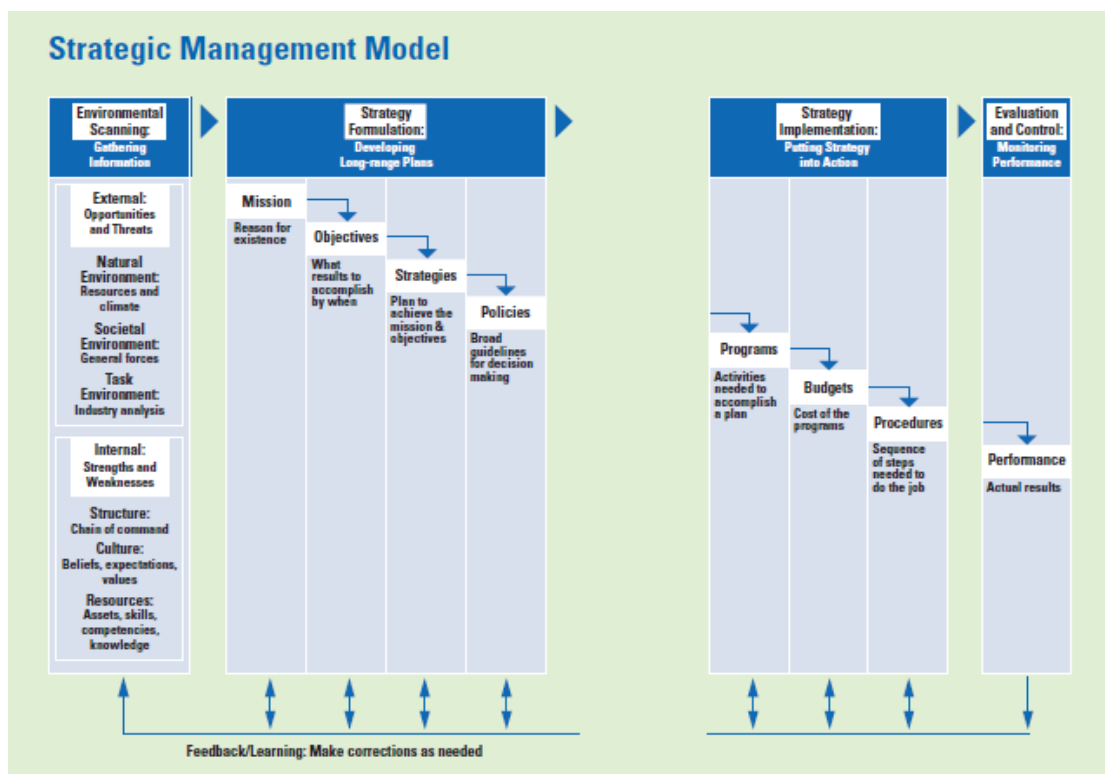 Strategic Management Model
Environmental
Scanning:
Gathering
Information
Strategy
Formulation:
Developing
Long-range Plans
Strategy
Implementation:
Putting Strategy
into Action
Evaluation
and Control:
Monitoring
Performance
External:
Opportunities
and Threats
Natural
Environment:
Resources and
climate
Societal
Environment:
General forces
Task
Environment:
Industry analysis
Internal:
Strengths and
Weaknesses
Structure:
Chain of command
Culture:
Beliefs, expectations,
values
Resources:
Assets, skills,
competencies,
knowledge
Mission
Reason for
existence
Objectives
What
results to
accomplish
by when
Strategies
Plan to
achieve the
mission &
objectives
Policies
Broad
guidelines
for decision
making
Programs
Activities
needed to
accomplish
a plan
Budgets
Cost of the
programs
Procedures
Sequence
of steps
needed to
do the job
Performance
Actual results
Feedback/Learning: Make corrections as needed